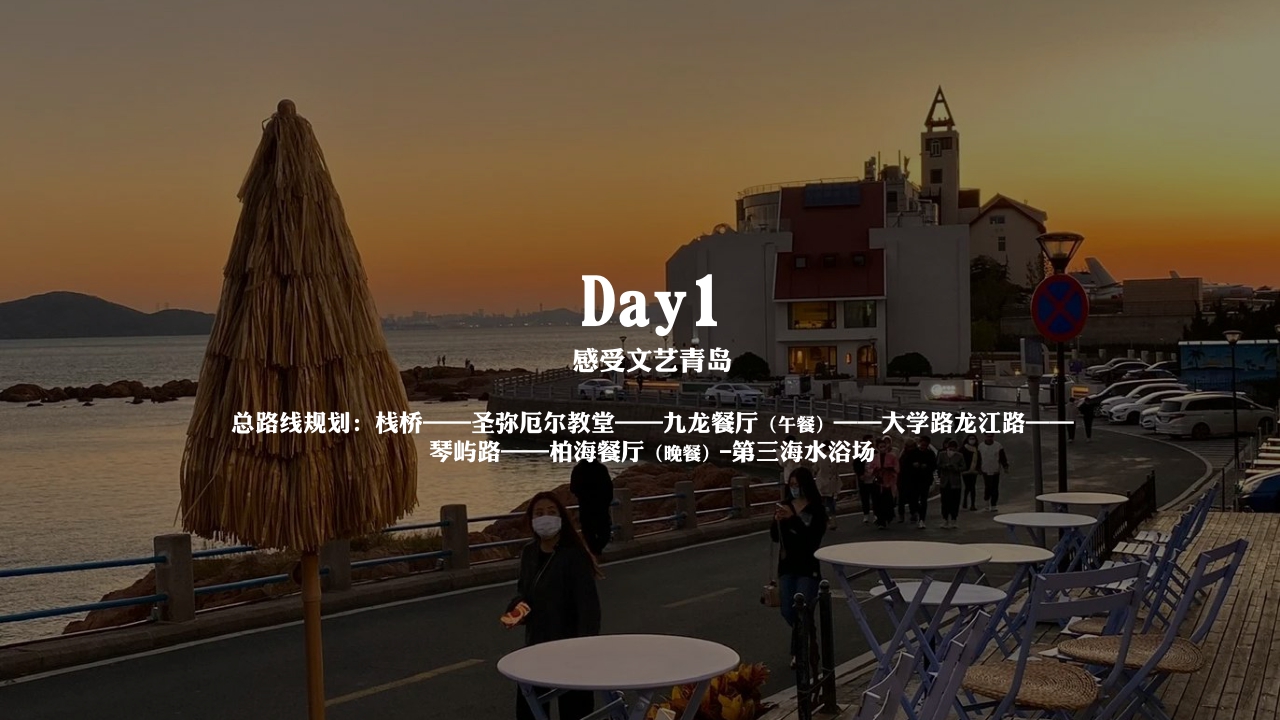 Day1
感受文艺青岛
总路线规划：栈桥——圣弥厄尔教堂——九龙餐厅（午餐）——大学路龙江路——
琴屿路——柏海餐厅（晚餐）-第三海水浴场